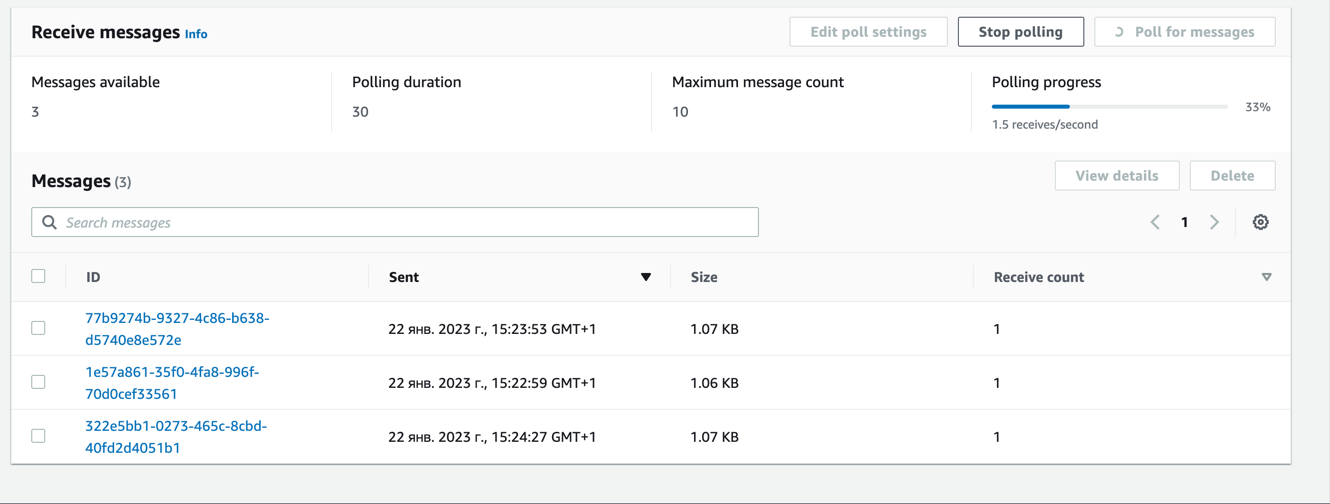 Receive messages Info
Edit poll settings
Stop polling
Poll for messages
Messages available
Polling duration
Maximum message count
Polling progress
3
30
10
33%
1.5 receives/second
Messages (3)
View details
Delete
Search messages
1
ID
Sent
Size
Receive count
77b9274b-9327-4c86-b638-
d5740e8e572e
22 янв. 2023 г., 15:23:53 GMT+1
1.07 KB
1
1e57a861-35f0-4fa8-996f-
70d0cef33561
22 янв. 2023 г., 15:22:59 GMT+1
1.06 KB
1
322e5bb1-0273-465c-8cbd-
40fd2d4051b1
22 янв. 2023 г., 15:24:27 GMT+1
1.07 KB
1